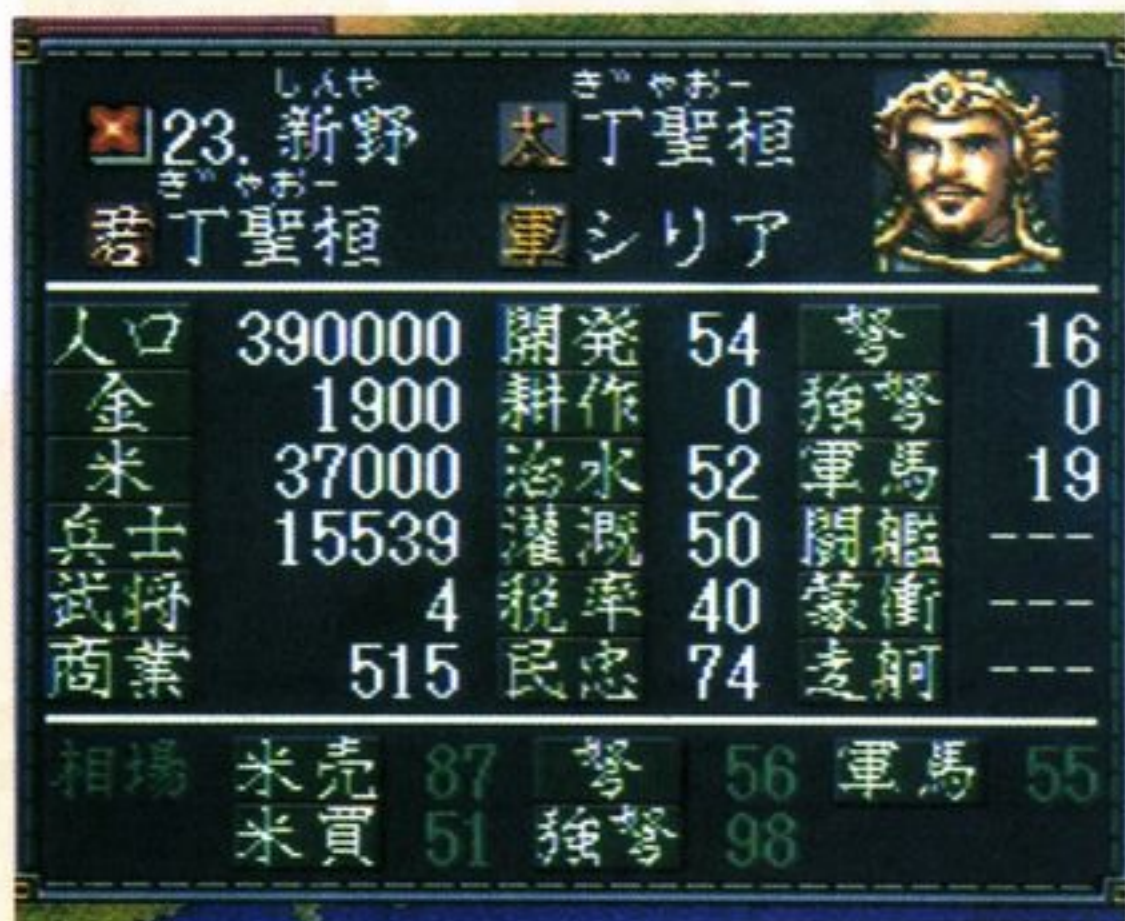 しんや ぎゃおー
23. 新野 太 丁聖桓
ぎゃおー
君 丁聖桓 軍 シリア
人口 390000 開発 54 弩 16
金 1900 耕作 0 強弩 0
米 37000 治水 52 軍馬 19
兵士 15539 灌漑 50 闘艦 ---
武将 4 税率 40 蒙衝 ---
商業 515 民忠 74 走舸 ---
相場 米売 87 弩 56 軍馬 55
米買 51 強弩 98